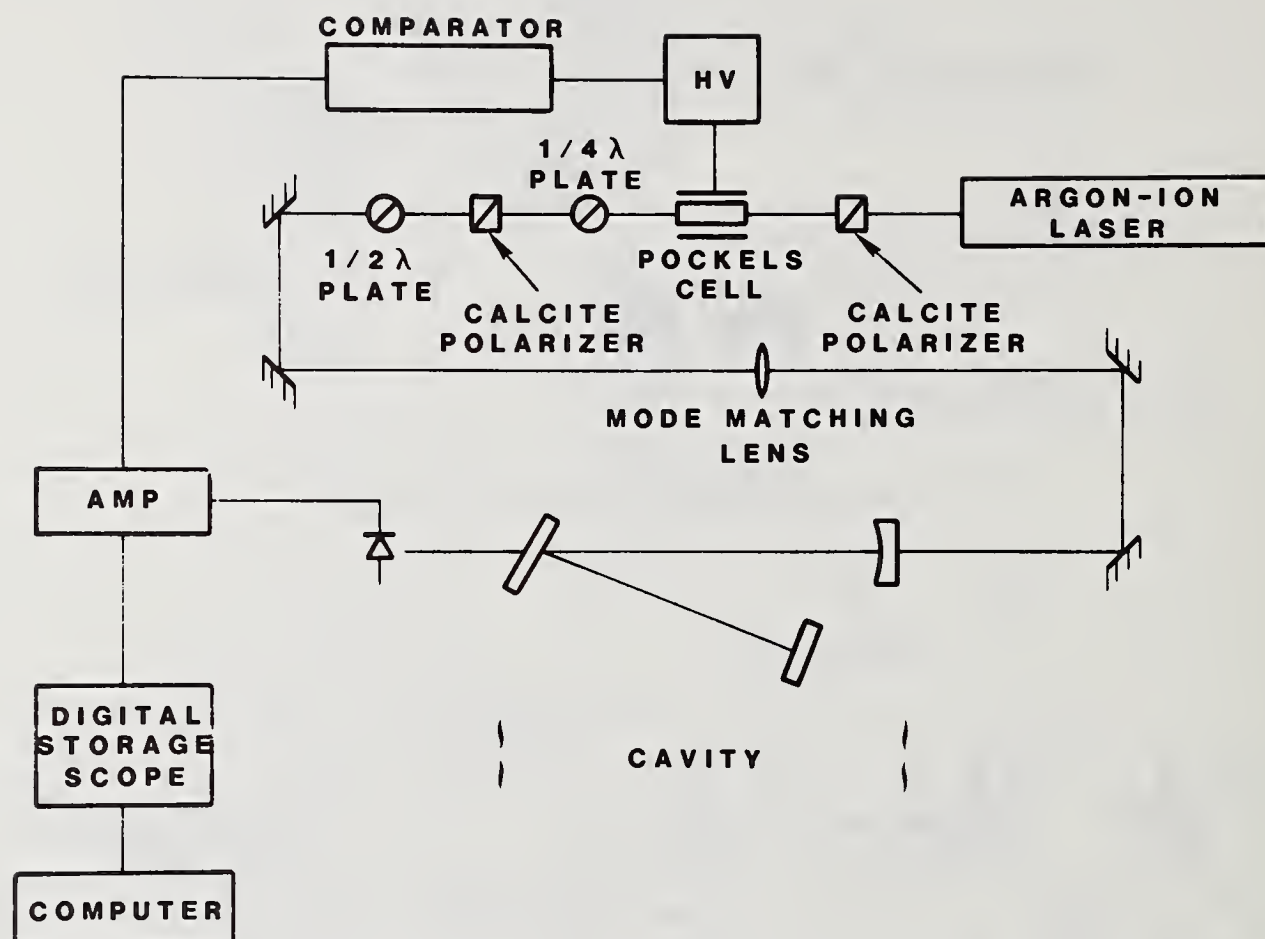 COMPARATOR
HV
1/4 λ
PLATE
ARGON-ION
LASER
1/2 λ
PLATE
POCKELS
CELL
CALCITE
POLARIZER
CALCITE
POLARIZER
MODE MATCHING
LENS
AMP
DIGITAL
STORAGE
SCOPE
CAVITY
COMPUTER